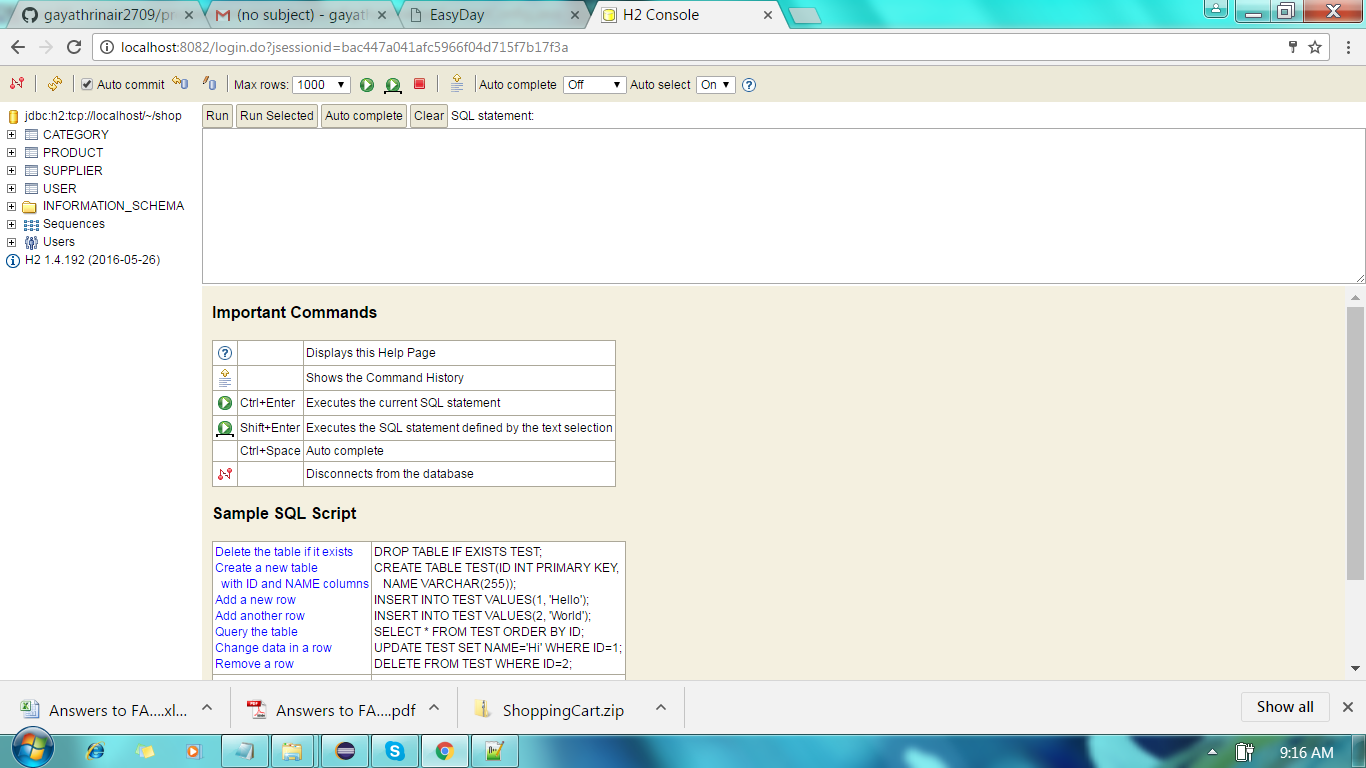 gayathrinair2709/pr
(no subject) - gayat
EasyDay
H2 Console
localhost:8082/login.do?jsessionid=bac447a041afc5966f04d715f7b17f3a
Auto commit
Max rows: 1000
Auto complete Off
Auto select On
jdbc:h2:tcp://localhost/~/shop
CATEGORY
PRODUCT
SUPPLIER
USER
INFORMATION_SCHEMA
Sequences
Users
H2 1.4.192 (2016-05-26)
Run Run Selected Auto complete Clear SQL statement:
Important Commands
Displays this Help Page
Shows the Command History
Ctrl+Enter Executes the current SQL statement
Shift+Enter Executes the SQL statement defined by the text selection
Ctrl+Space Auto complete
Disconnects from the database
Sample SQL Script
Delete the table if it exists DROP TABLE IF EXISTS TEST;
Create a new table CREATE TABLE TEST(ID INT PRIMARY KEY,
with ID and NAME columns NAME VARCHAR(255));
Add a new row INSERT INTO TEST VALUES(1, 'Hello');
Add another row INSERT INTO TEST VALUES(2, 'World');
Query the table SELECT * FROM TEST ORDER BY ID;
Change data in a row UPDATE TEST SET NAME='Hi' WHERE ID=1;
Remove a row DELETE FROM TEST WHERE ID=2;
Answers to FA....xl...
Answers to FA....pdf
ShoppingCart.zip
Show all
9:16 AM